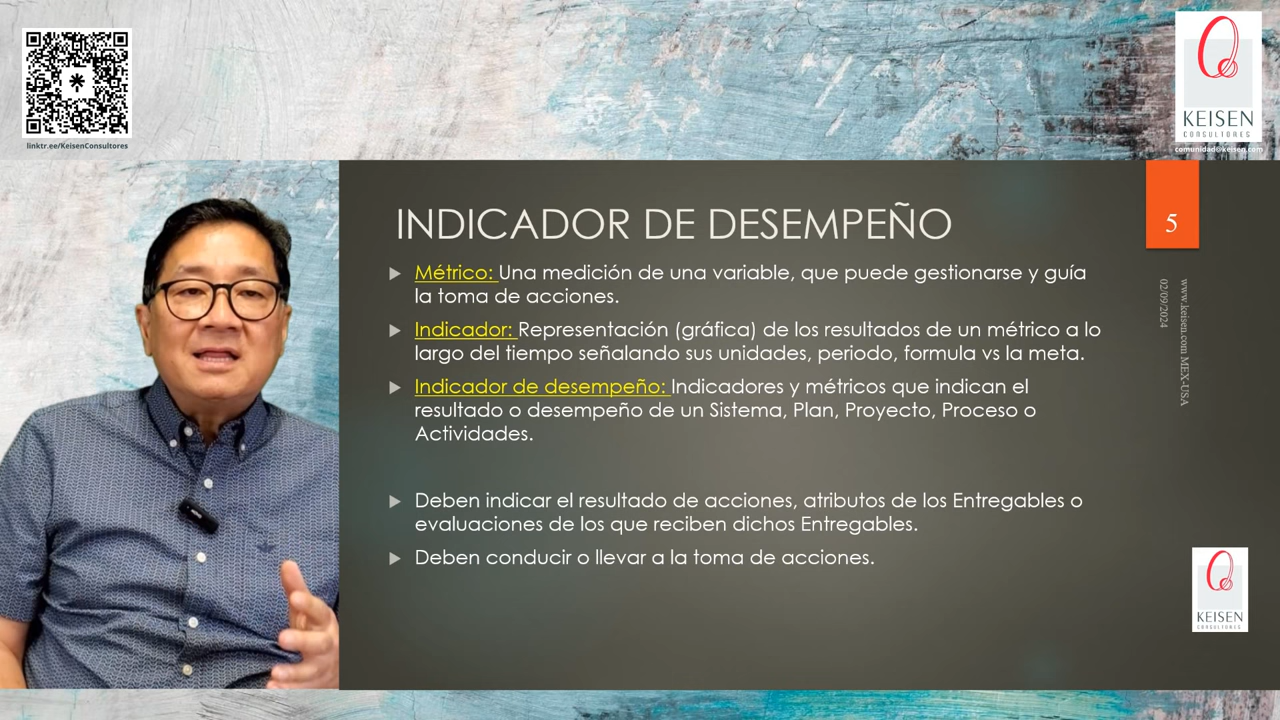 linktr.ee/KeisenConsultores
KEISEN
CONSULTORES
comunidad@keisen.com
5
INDICADOR DE DESEMPEÑO
Métrico: Una medición de una variable, que puede gestionarse y guía
la toma de acciones.
Indicador: Representación (gráfica) de los resultados de un métrico a lo
largo del tiempo señalando sus unidades, periodo, formula vs la meta.
Indicador de desempeño: Indicadores y métricos que indican el
resultado o desempeño de un Sistema, Plan, Proyecto, Proceso o
Actividades.
Deben indicar el resultado de acciones, atributos de los Entregables o
evaluaciones de los que reciben dichos Entregables.
Deben conducir o llevar a la toma de acciones.
www.keisen.com MEX-USA
02/09/2024
KEISEN
CONSULTORES